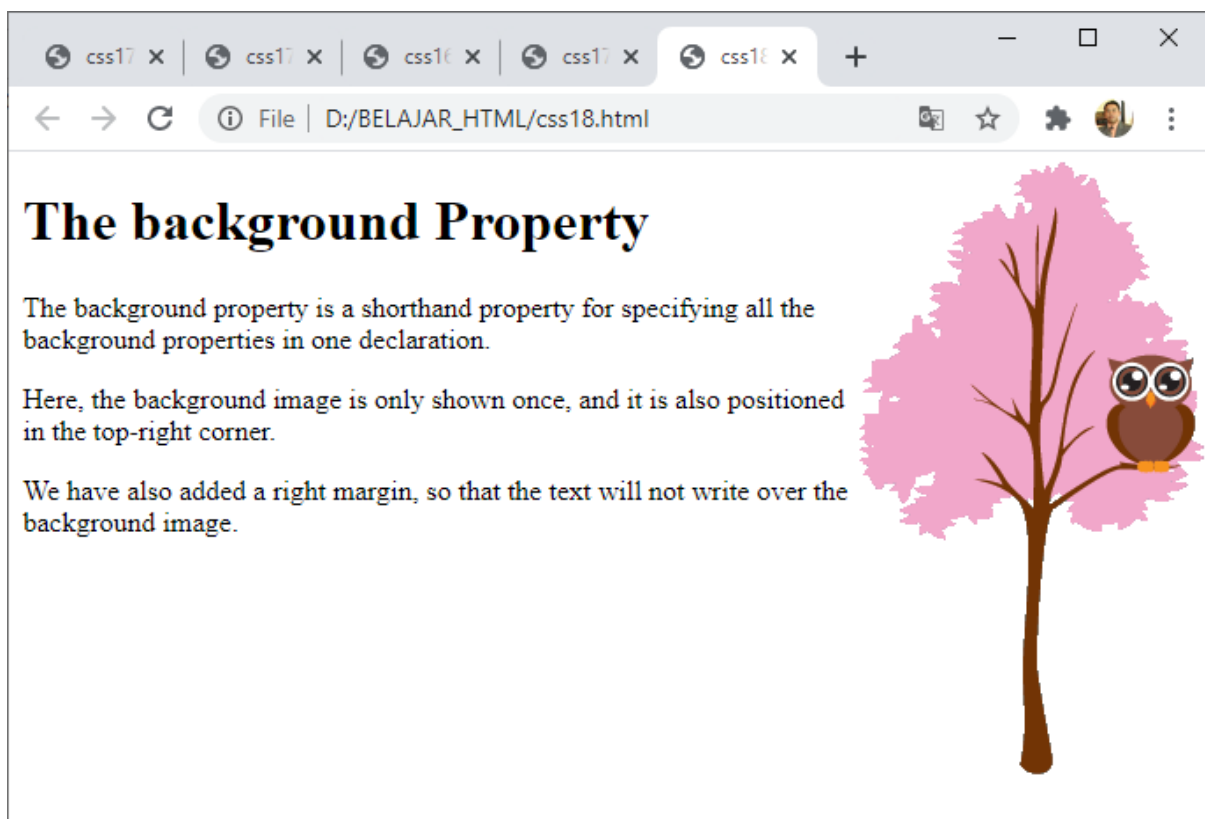 css17
css17
css16
css17
css18
File
D:/BELAJAR_HTML/css18.html
The background Property
The background property is a shorthand property for specifying all the
background properties in one declaration.
Here, the background image is only shown once, and it is also positioned
in the top-right corner.
We have also added a right margin, so that the text will not write over the
background image.